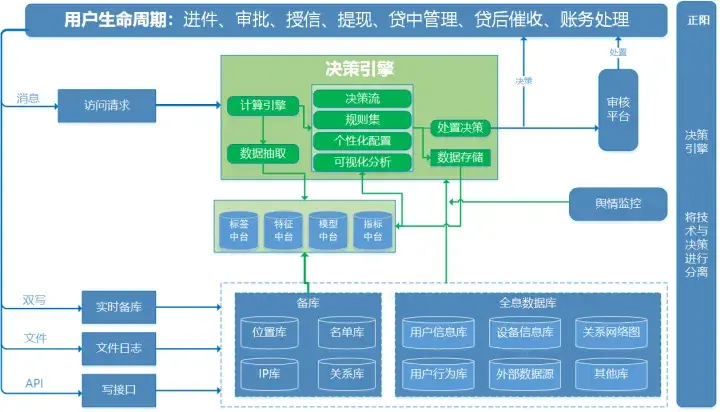 用户生命周期：进件、审批、授信、提现、贷中管理、贷后催收、账务处理
正阳
消息
访问请求
决策引擎
计算引擎
数据抽取
决策流
规则集
个性化配置
可视化分析
处置决策
数据存储
决策
处置
审核
平台
决策
引擎
将技
术与
决策
进行
分离
标签
中台
特征
中台
模型
中台
指标
中台
舆情监控
双写
实时备库
文件
文件日志
API
写接口
备库
位置库
名单库
IP库
关系库
全息数据库
用户信息库
设备信息库
关系网络图
用户行为库
外部数据源
其他库